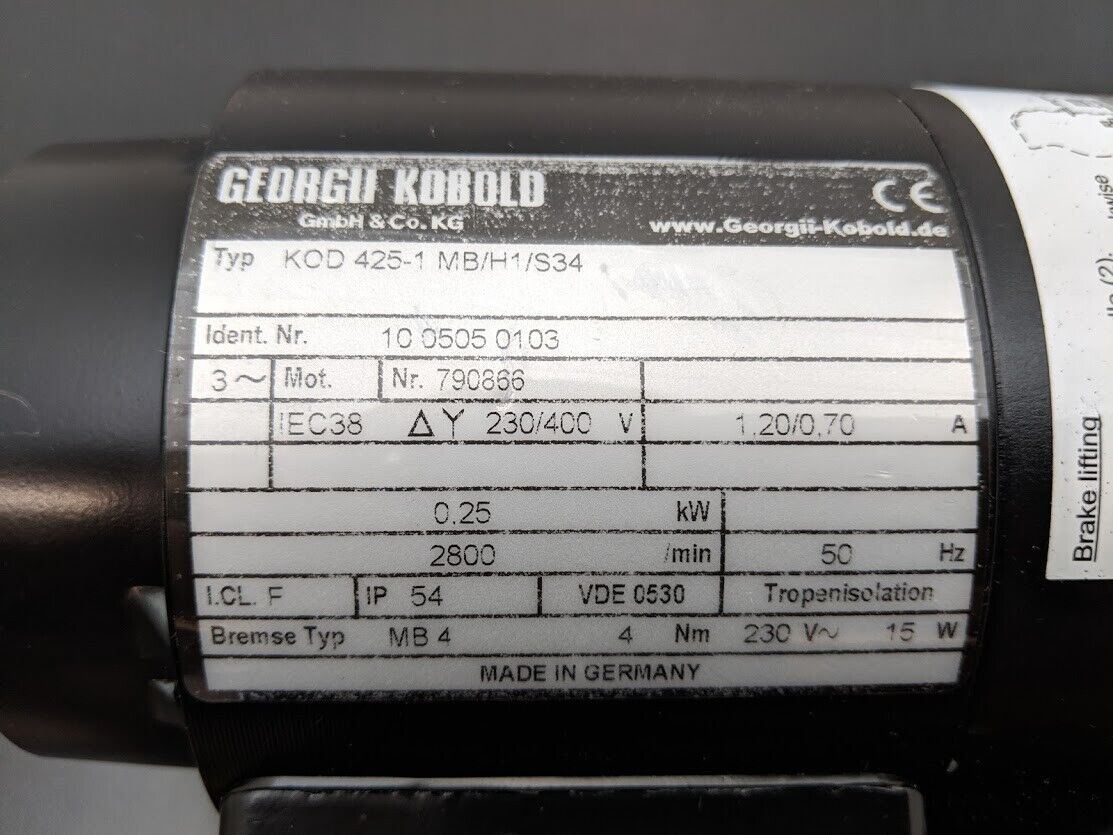 GEORGII KOBOLD
GmbH & Co. KG
www.Georgii-Kobold.de
CE
Typ KOD 425-1 MB/H1/S34
Ident. Nr. 10 0505 0103
3~ Mot. Nr. 790866
IEC38 Δ Y 230/400 V 1,20/0,70 A
0,25 kW
2800 /min 50 Hz
I.CL. F IP 54 VDE 0530 Tropenisolation
Bremse Typ MB 4 4 Nm 230 V~ 15 W
MADE IN GERMANY
Brake lifting
(2),